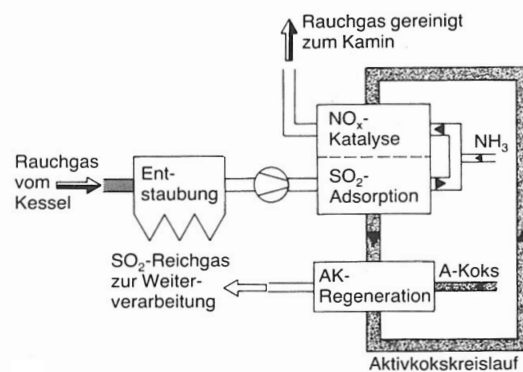 Rauchgas gereinigt
zum Kamin
NOx-
Katalyse
NH3
Rauchgas
vom
Kessel
Ent-
staubung
SO2-
Adsorption
SO2-Reichgas
zur Weiter-
verarbeitung
AK-
Regeneration
A-Koks
Aktivkokskreislauf